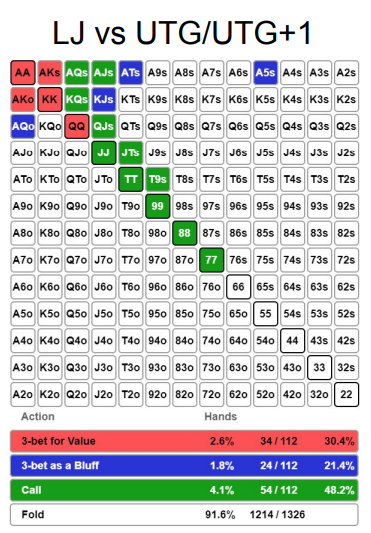 LJ vs UTG/UTG+1
AA AKs AQs AJs ATs A9s A8s A7s A6s A5s A4s A3s A2s
AKo KK KQs KJs KTs K9s K8s K7s K6s K5s K4s K3s K2s
AQo KQo QQ QJs QTs Q9s Q8s Q7s Q6s Q5s Q4s Q3s Q2s
AJo KJo QJo JJ JTs J9s J8s J7s J6s J5s J4s J3s J2s
ATo KTo QTo JTo TT T9s T8s T7s T6s T5s T4s T3s T2s
A9o K9o Q9o J9o T9o 99 98s 97s 96s 95s 94s 93s 92s
A8o K8o Q8o J8o T8o 98o 88 87s 86s 85s 84s 83s 82s
A7o K7o Q7o J7o T7o 97o 87o 77 76s 75s 74s 73s 72s
A6o K6o Q6o J6o T6o 96o 86o 76o 66 65s 64s 63s 62s
A5o K5o Q5o J5o T5o 95o 85o 75o 65o 55 54s 53s 52s
A4o K4o Q4o J4o T4o 94o 84o 74o 64o 54o 44 43s 42s
A3o K3o Q3o J3o T3o 93o 83o 73o 63o 53o 43o 33 32s
A2o K2o Q2o J2o T2o 92o 82o 72o 62o 52o 42o 32o 22
Action Hands
3-bet for Value 2.6% 34 / 112 30.4%
3-bet as a Bluff 1.8% 24 / 112 21.4%
Call 4.1% 54 / 112 48.2%
Fold 91.6% 1214 / 1326